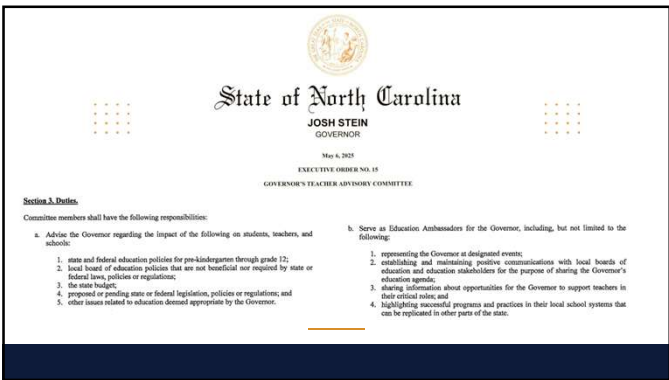 State of North Carolina
JOSH STEIN
GOVERNOR
May 6, 2025
EXECUTIVE ORDER NO. 15
GOVERNOR'S TEACHER ADVISORY COMMITTEE
Section 3. Duties.
Committee members shall have the following responsibilities:
a. Advise the Governor regarding the impact of the following on students, teachers, and
schools:
1. state and federal education policies for pre-kindergarten through grade 12;
2. local board of education policies that are not beneficial nor required by state or
federal laws, policies or regulations;
3. the state budget;
4. proposed or pending state or federal legislation, policies or regulations; and
5. other issues related to education deemed appropriate by the Governor.
b. Serve as Education Ambassadors for the Governor, including, but not limited to the
following:
1. representing the Governor at designated events;
2. establishing and maintaining positive communications with local boards of
education and education stakeholders for the purpose of sharing the Governor's
education agenda;
3. sharing information about opportunities for the Governor to support teachers in
their critical roles; and
4. highlighting successful programs and practices in their local school systems that
can be replicated in other parts of the state.